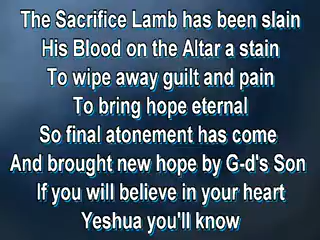 The Sacrifice Lamb has been slain
His Blood on the Altar a stain
To wipe away guilt and pain
To bring hope eternal
So final atonement has come
And brought new hope by G-d's Son
If you will believe in your heart
Yeshua you'll know